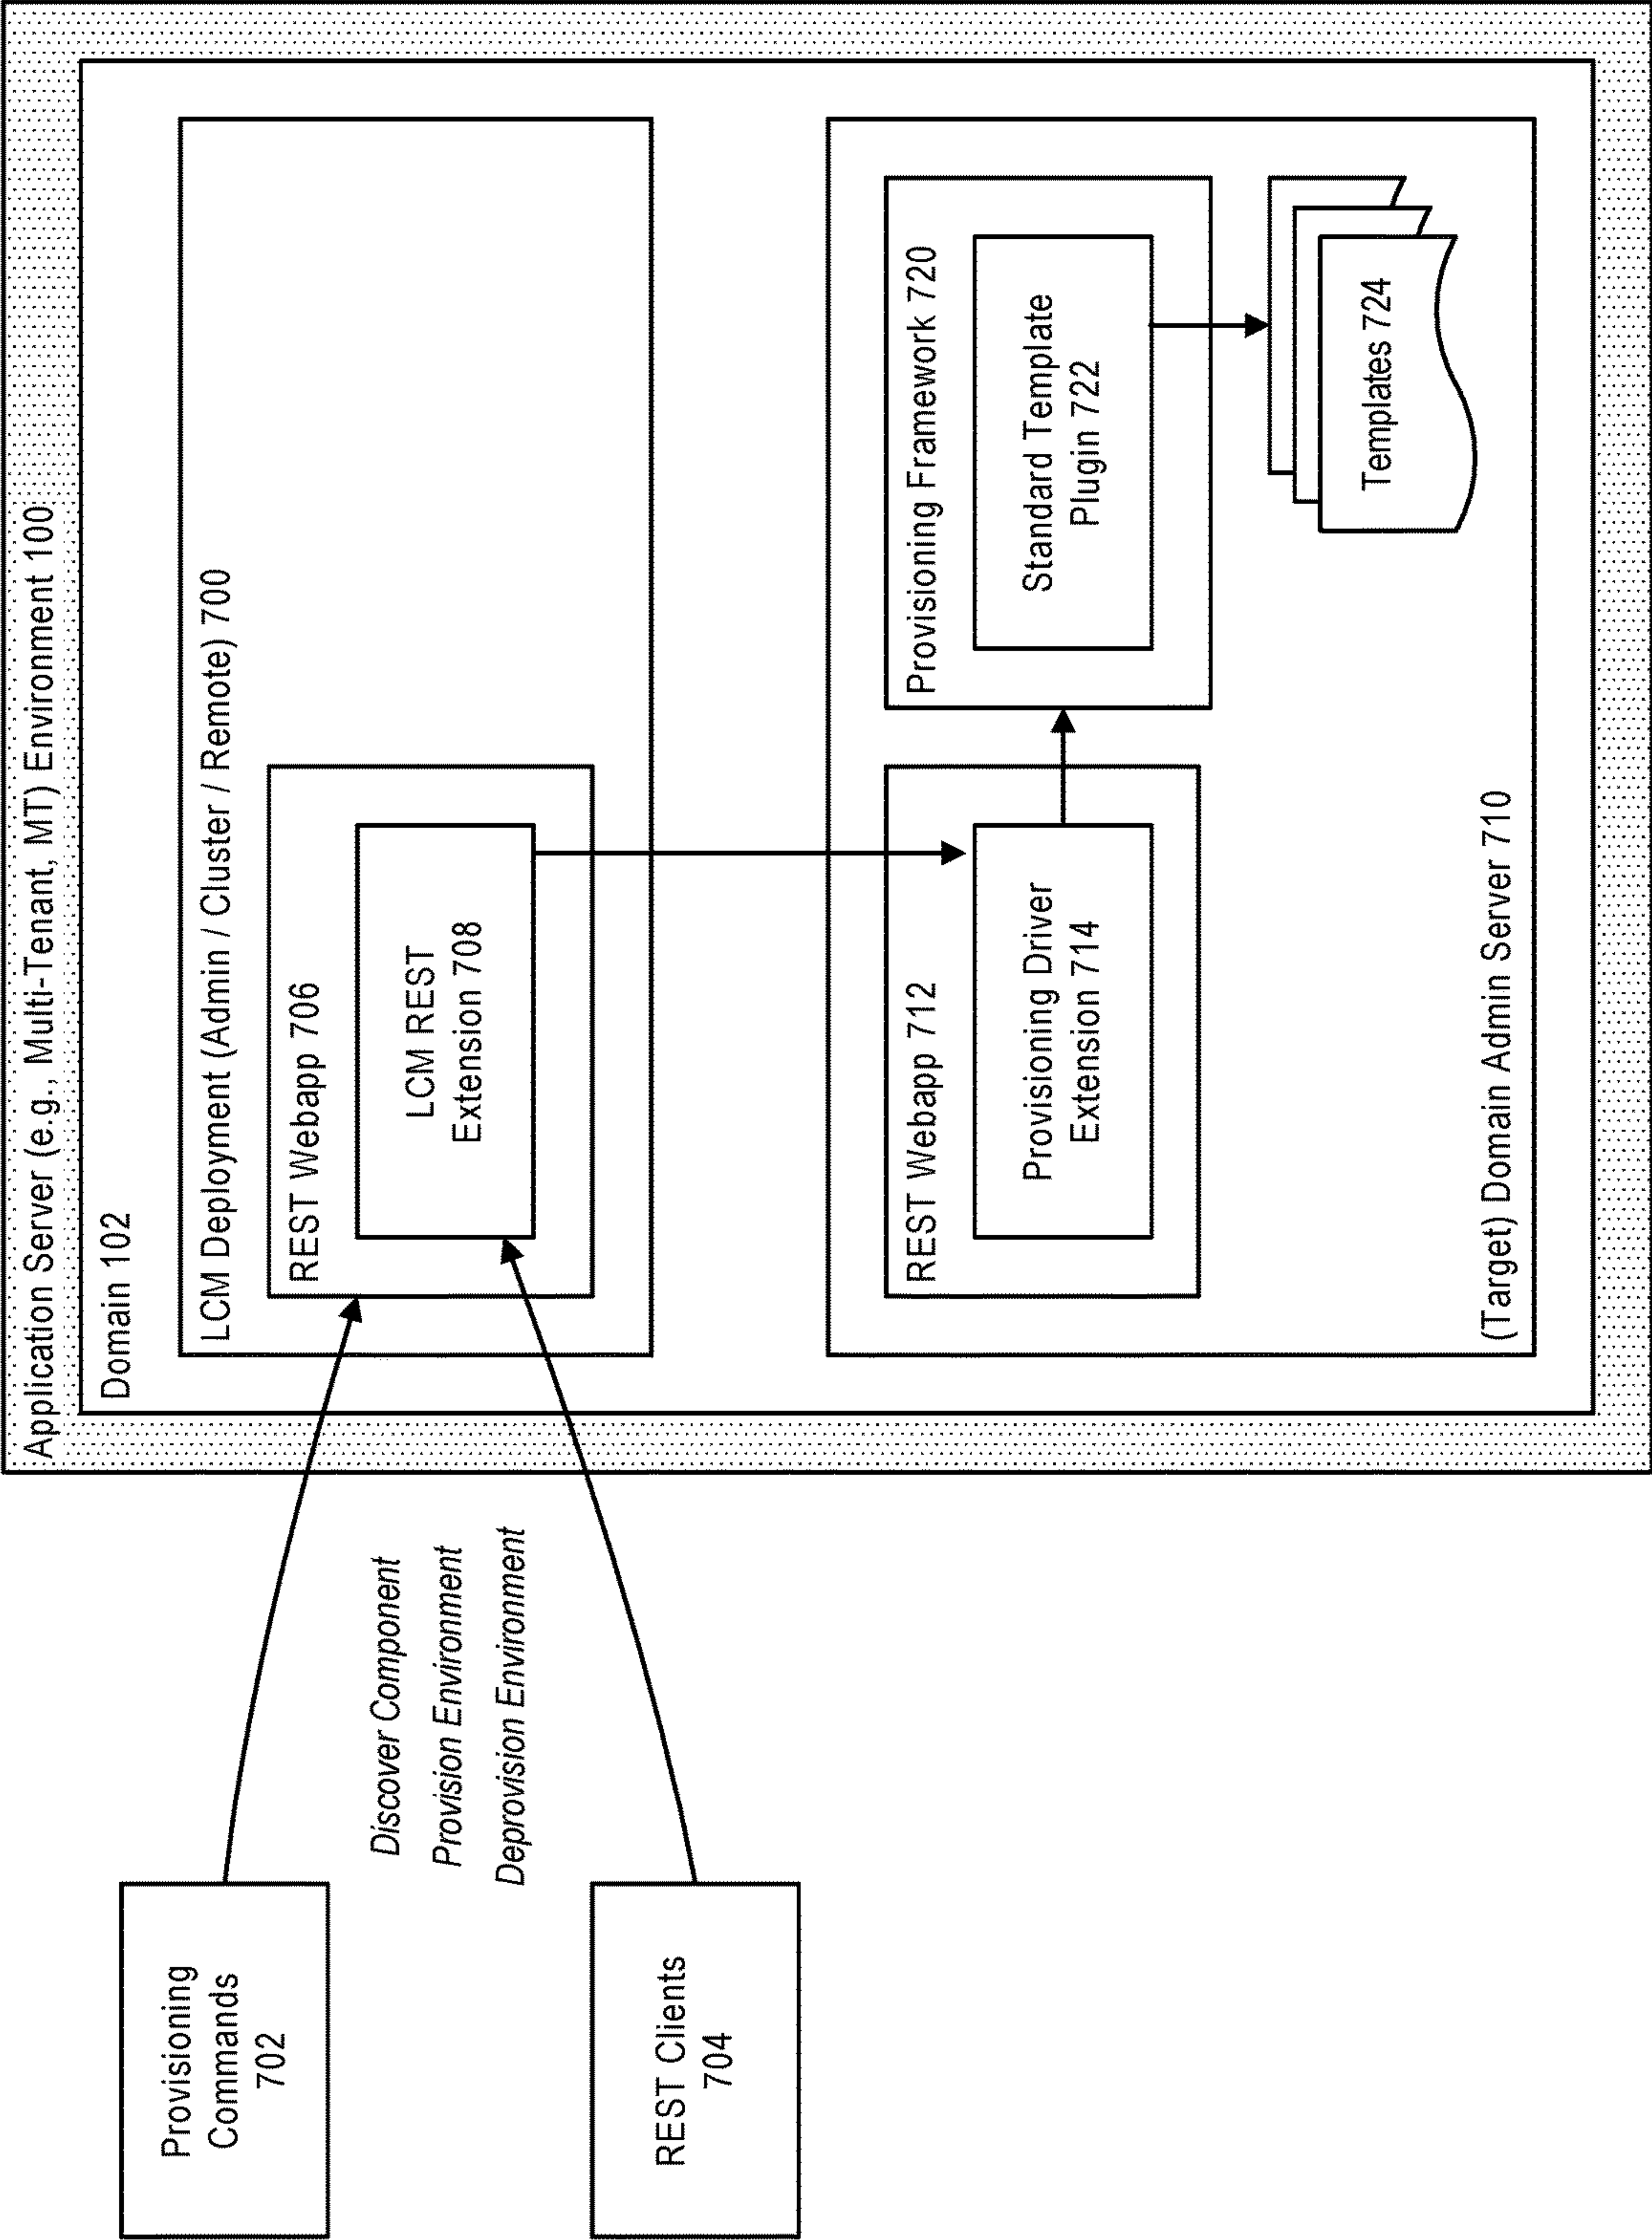 Application Server (e.g., Multi-Tenant, MT) Environment 100
Domain 102
LCM Deployment (Admin / Cluster / Remote) 700
REST Webapp 706
LCM REST
Extension 708
Provisioning
Commands
702
Discover Component
Provision Environment
Deprovision Environment
REST Clients
704
REST Webapp 712
Provisioning Driver
Extension 714
Provisioning Framework 720
Standard Template
Plugin 722
Templates 724
(Target) Domain Admin Server 710